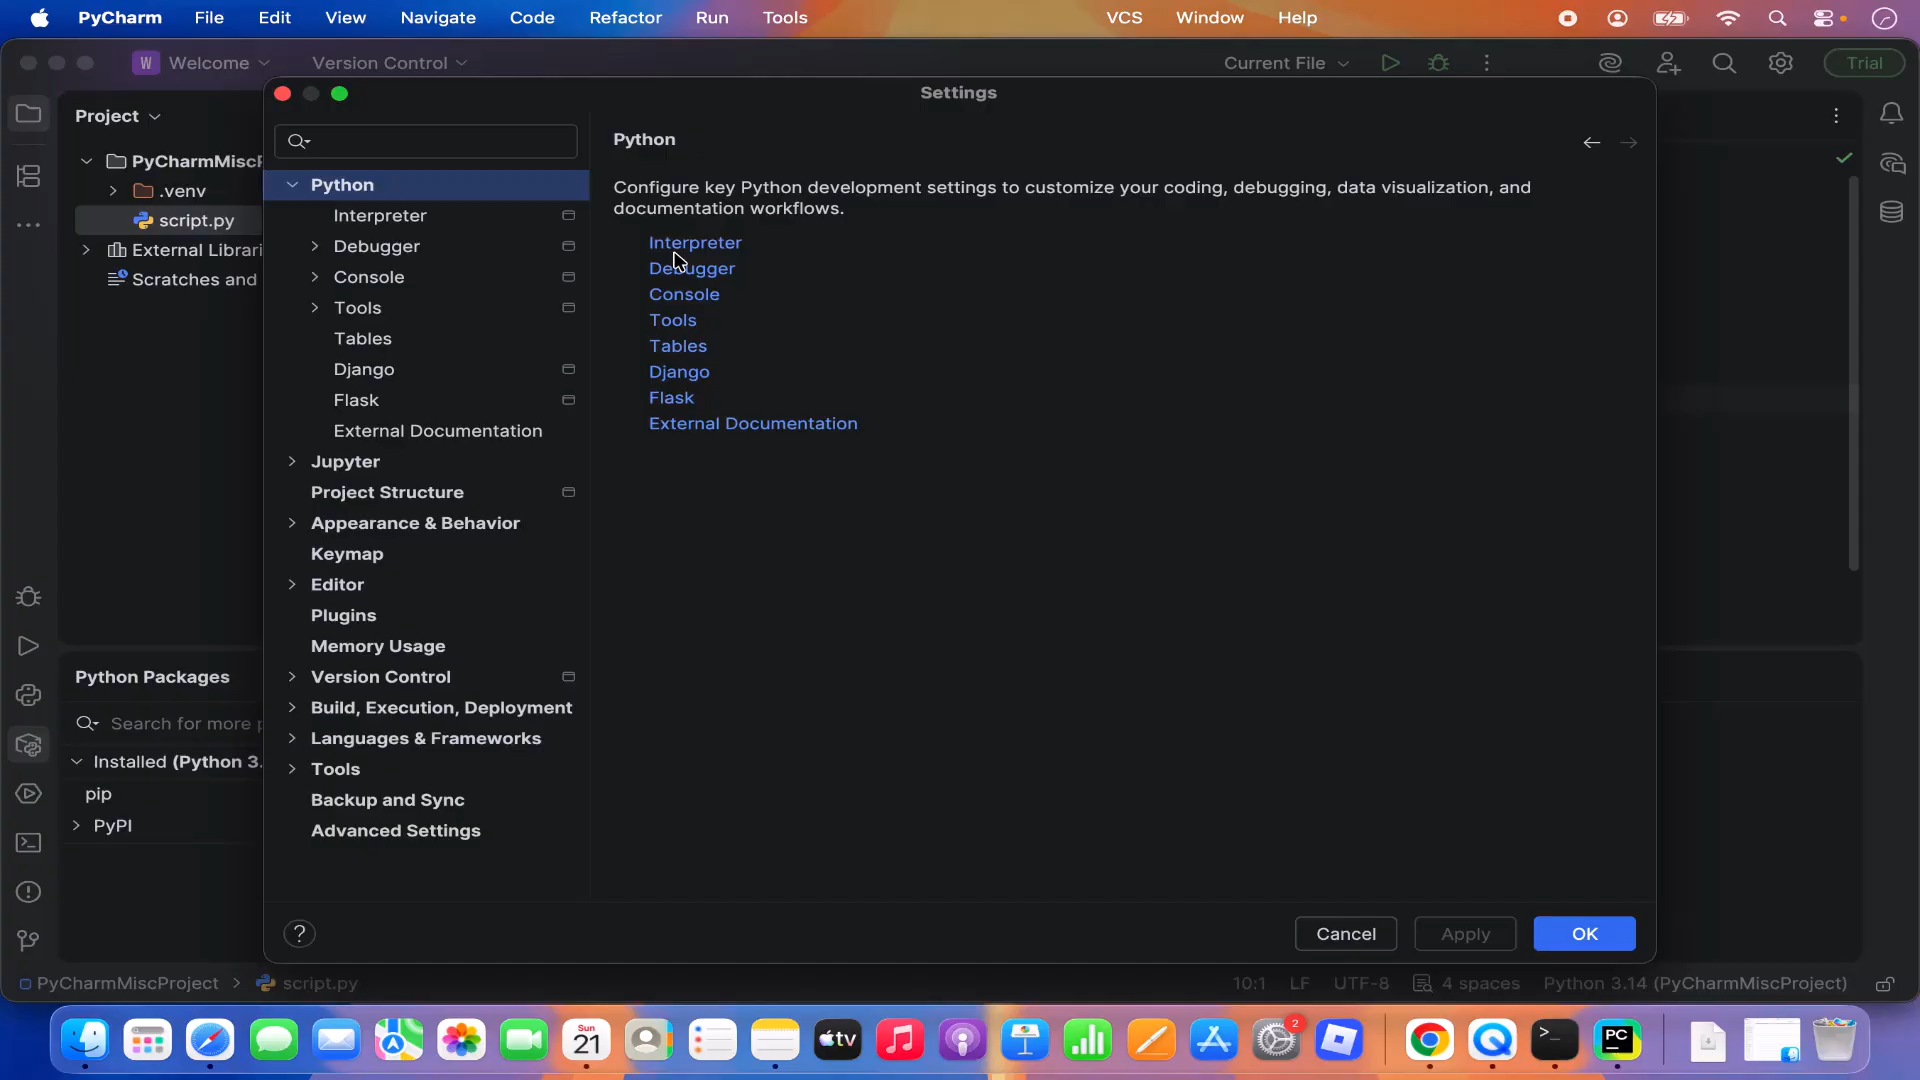 PyCharm File Edit View Navigate Code Refactor Run Tools VCS Window Help
W Welcome Version Control Current File Trial
Settings
Project
PyCharmMiscP
.venv
script.py
External Librari
Scratches and
Python
Interpreter
Debugger
Console
Tools
Tables
Django
Flask
External Documentation
Jupyter
Project Structure
Appearance & Behavior
Keymap
Editor
Plugins
Memory Usage
Version Control
Build, Execution, Deployment
Languages & Frameworks
Tools
Backup and Sync
Advanced Settings
Python
Configure key Python development settings to customize your coding, debugging, data visualization, and
documentation workflows.
Interpreter
Debugger
Console
Tools
Tables
Django
Flask
External Documentation
Python Packages
Search for more p
Installed (Python 3.
pip
PyPI
? Cancel Apply OK
PyCharmMiscProject > script.py 10:1 LF UTF-8 4 spaces Python 3.14 (PyCharmMiscProject)
Sun
21
tv
2
>_
PC